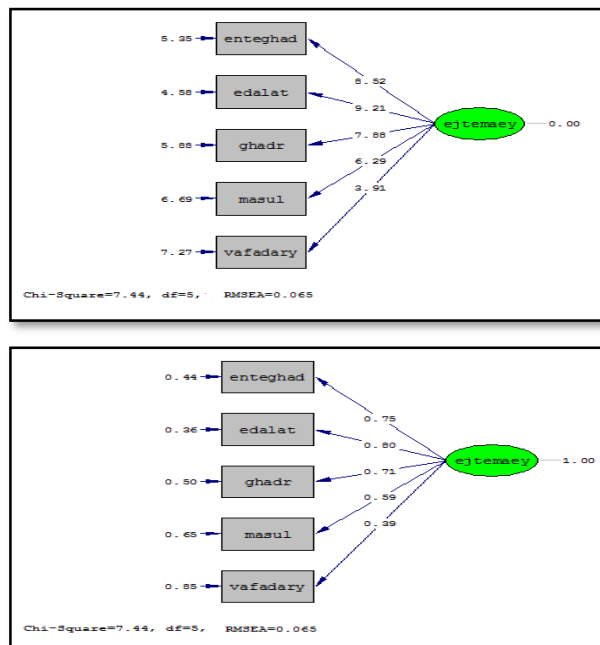 5.35 enteghad
8.52
4.58 edalat
9.21
ejtemaey 0.00
5.88 ghadr
7.88
6.29
6.69 masul
3.91
7.27 vafadary
Chi-Square=7.44, df=5, RMSEA=0.065
0.44 enteghad
0.75
0.36 edalat
0.80
ejtemaey 1.00
0.71
0.50 ghadr
0.59
0.65 masul
0.39
0.85 vafadary
Chi-Square=7.44, df=5, RMSEA=0.065